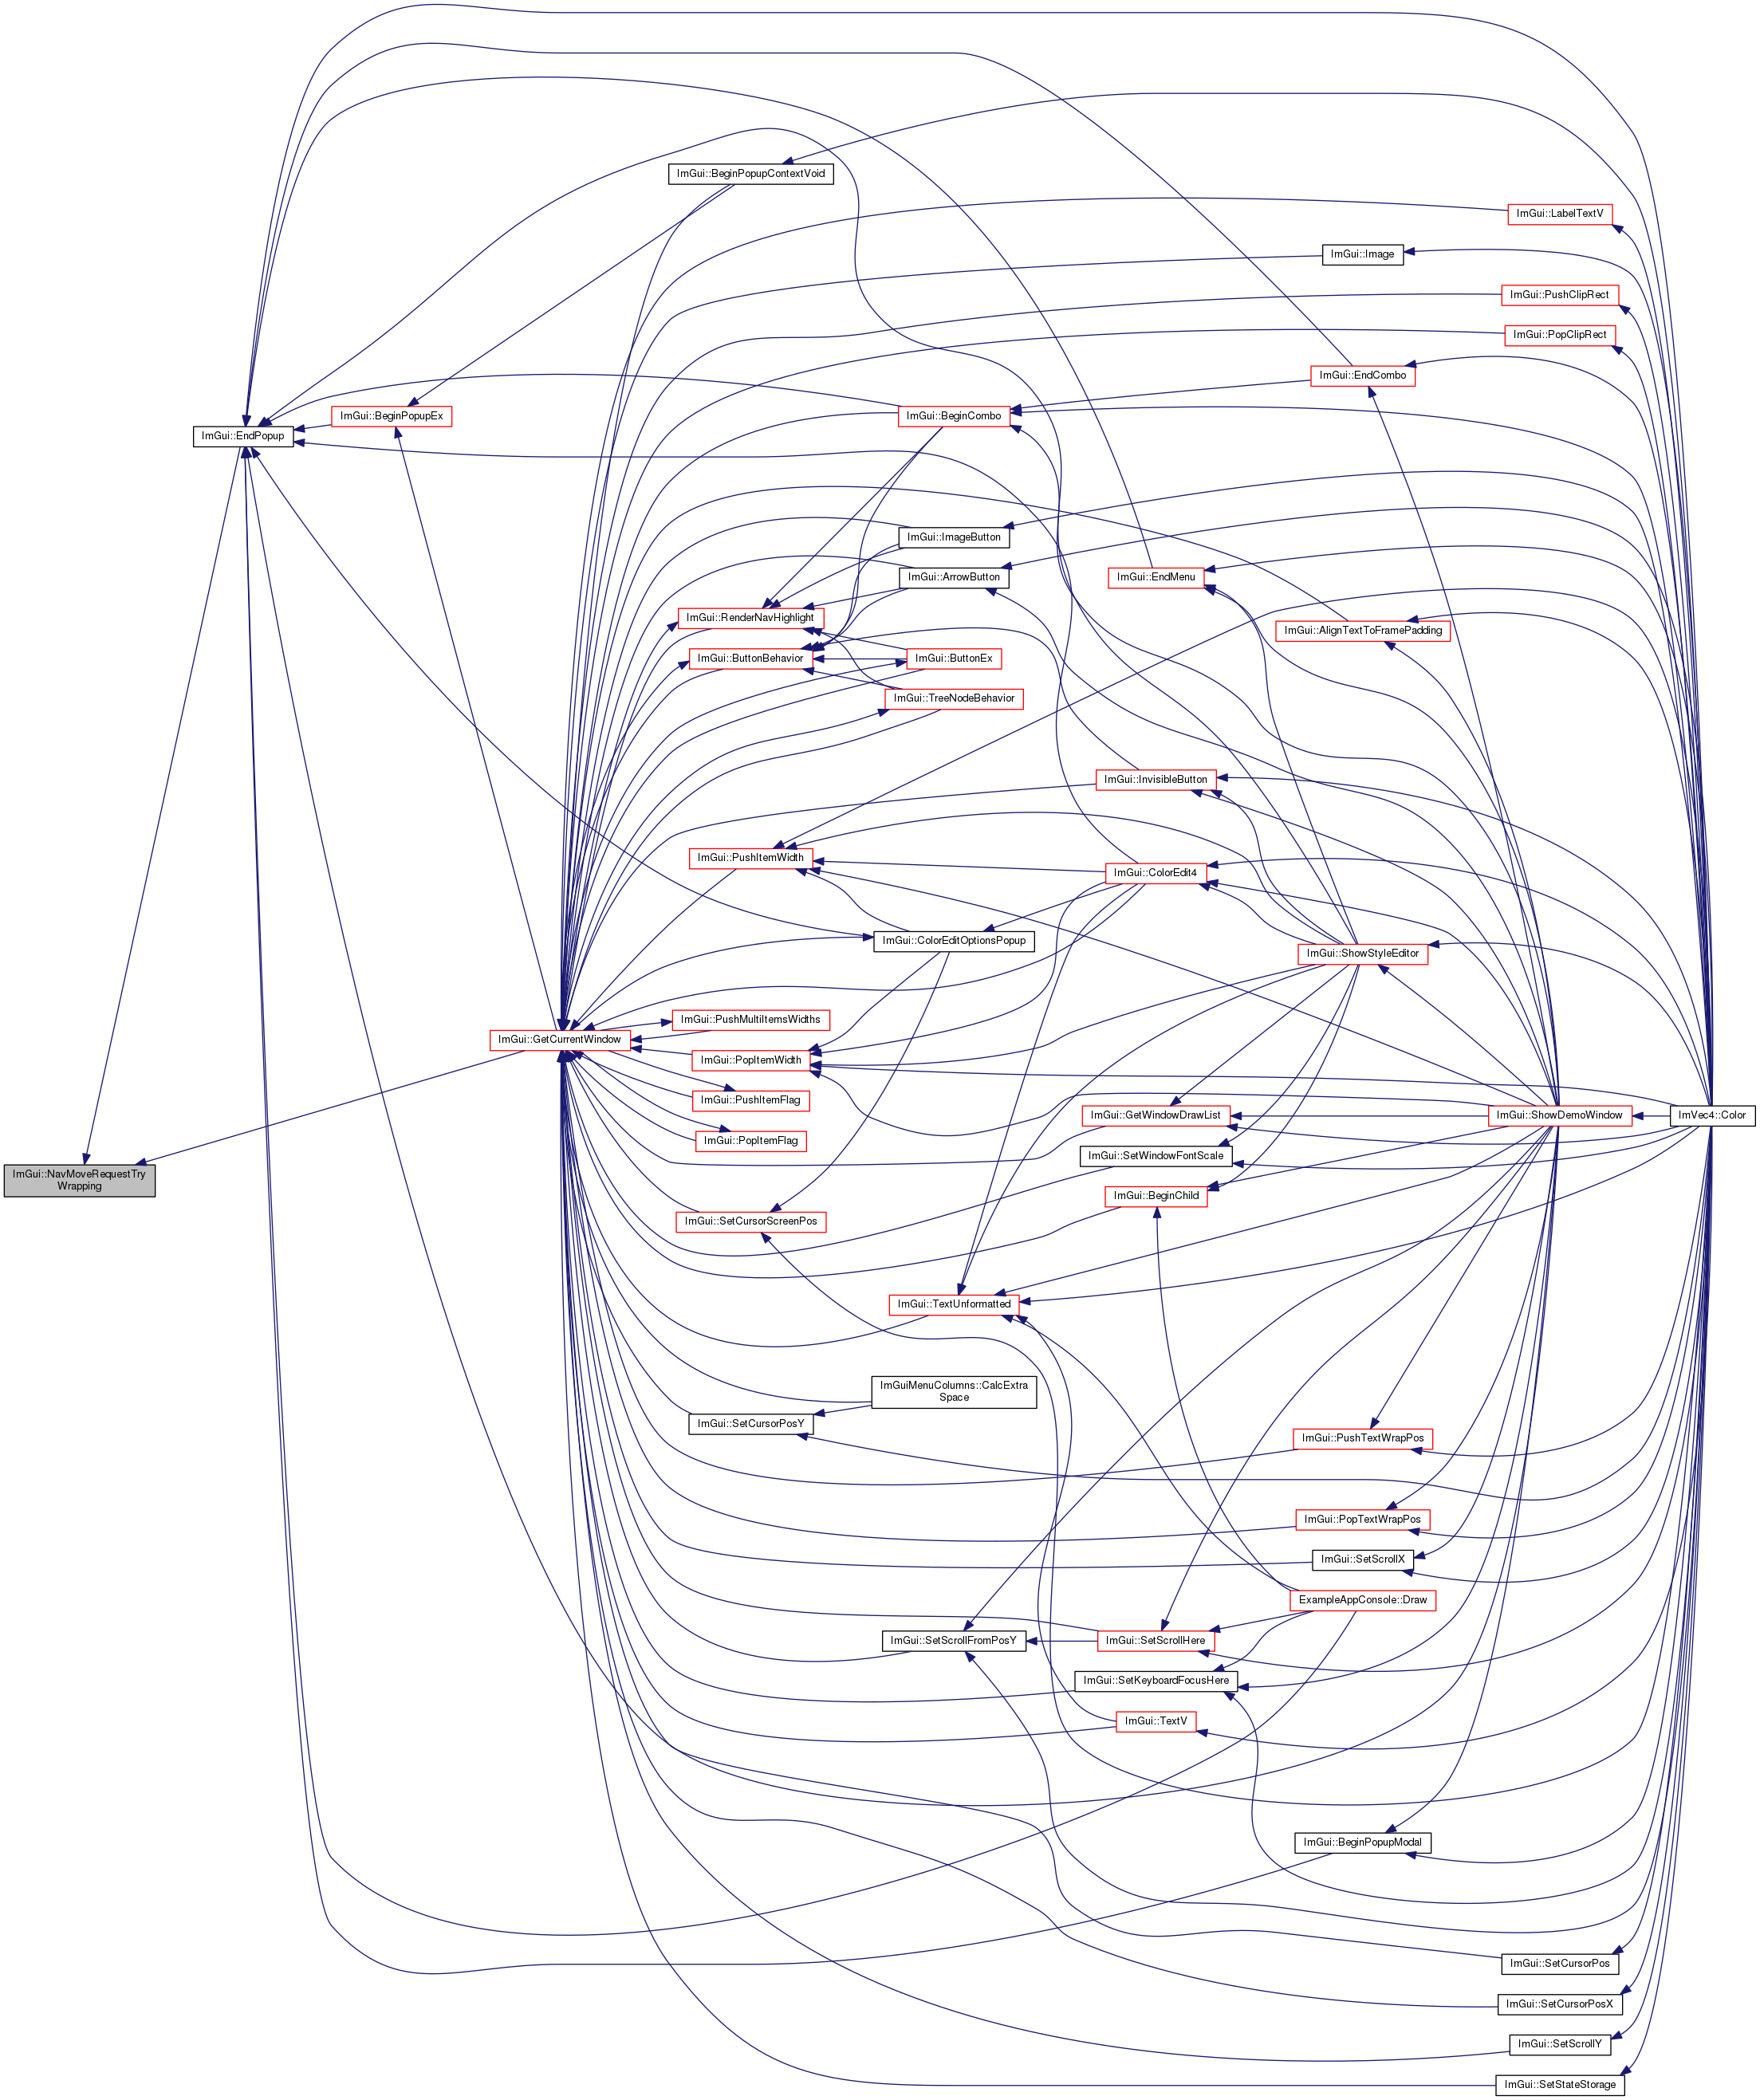 ImGui::BeginPopupContextVoid
ImGui::LabelTextV
ImGui::Image
ImGui::PushClipRect
ImGui::PopClipRect
ImGui::EndCombo
ImGui::BeginPopupEx
ImGui::BeginCombo
ImGui::EndPopup
ImGui::ImageButton
ImGui::ArrowButton
ImGui::EndMenu
ImGui::RenderNavHighlight
ImGui::AlignTextToFramePadding
ImGui::ButtonBehavior
ImGui::ButtonEx
ImGui::TreeNodeBehavior
ImGui::InvisibleButton
ImGui::PushItemWidth
ImGui::ColorEdit4
ImGui::ColorEditOptionsPopup
ImGui::ShowStyleEditor
ImGui::PushMultiItemsWidths
ImGui::GetCurrentWindow
ImGui::PopItemWidth
ImGui::PushItemFlag
ImGui::GetWindowDrawList
ImGui::ShowDemoWindow
ImVec4::Color
ImGui::PopItemFlag
ImGui::SetWindowFontScale
ImGui::NavMoveRequestTry
Wrapping
ImGui::BeginChild
ImGui::SetCursorScreenPos
ImGui::TextUnformatted
ImGuiMenuColumns::CalcExtra
Space
ImGui::SetCursorPosY
ImGui::PushTextWrapPos
ImGui::PopTextWrapPos
ImGui::SetScrollX
ExampleAppConsole::Draw
ImGui::SetScrollFromPosY
ImGui::SetScrollHere
ImGui::SetKeyboardFocusHere
ImGui::TextV
ImGui::BeginPopupModal
ImGui::SetCursorPos
ImGui::SetCursorPosX
ImGui::SetScrollY
ImGui::SetStateStorage